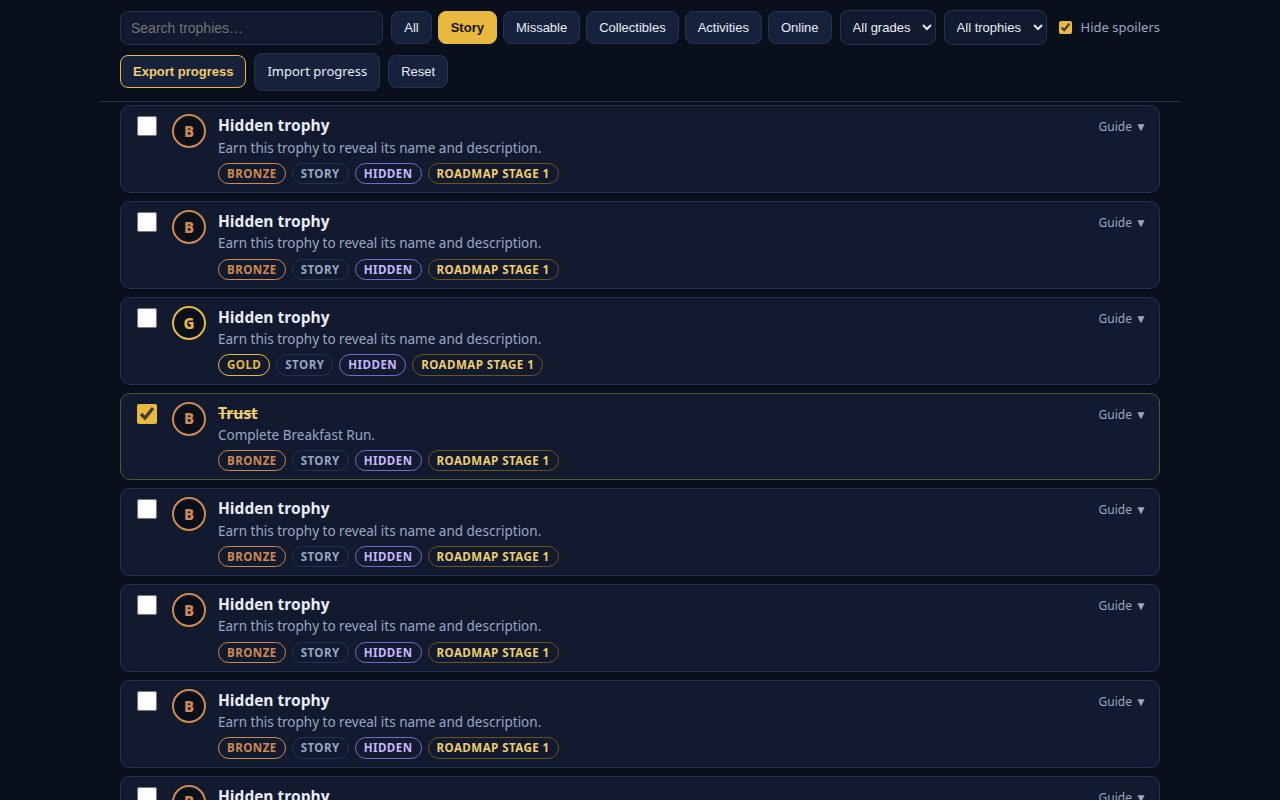 Search trophies… All Story Missable Collectibles Activities Online All grades All trophies Hide spoilers
Export progress Import progress Reset
B Hidden trophy Guide ▼
Earn this trophy to reveal its name and description.
BRONZE STORY HIDDEN ROADMAP STAGE 1
B Hidden trophy Guide ▼
Earn this trophy to reveal its name and description.
BRONZE STORY HIDDEN ROADMAP STAGE 1
G Hidden trophy Guide ▼
Earn this trophy to reveal its name and description.
GOLD STORY HIDDEN ROADMAP STAGE 1
B Trust Guide ▼
Complete Breakfast Run.
BRONZE STORY HIDDEN ROADMAP STAGE 1
B Hidden trophy Guide ▼
Earn this trophy to reveal its name and description.
BRONZE STORY HIDDEN ROADMAP STAGE 1
B Hidden trophy Guide ▼
Earn this trophy to reveal its name and description.
BRONZE STORY HIDDEN ROADMAP STAGE 1
B Hidden trophy Guide ▼
Earn this trophy to reveal its name and description.
BRONZE STORY HIDDEN ROADMAP STAGE 1
B Hidden trophy Guide ▼